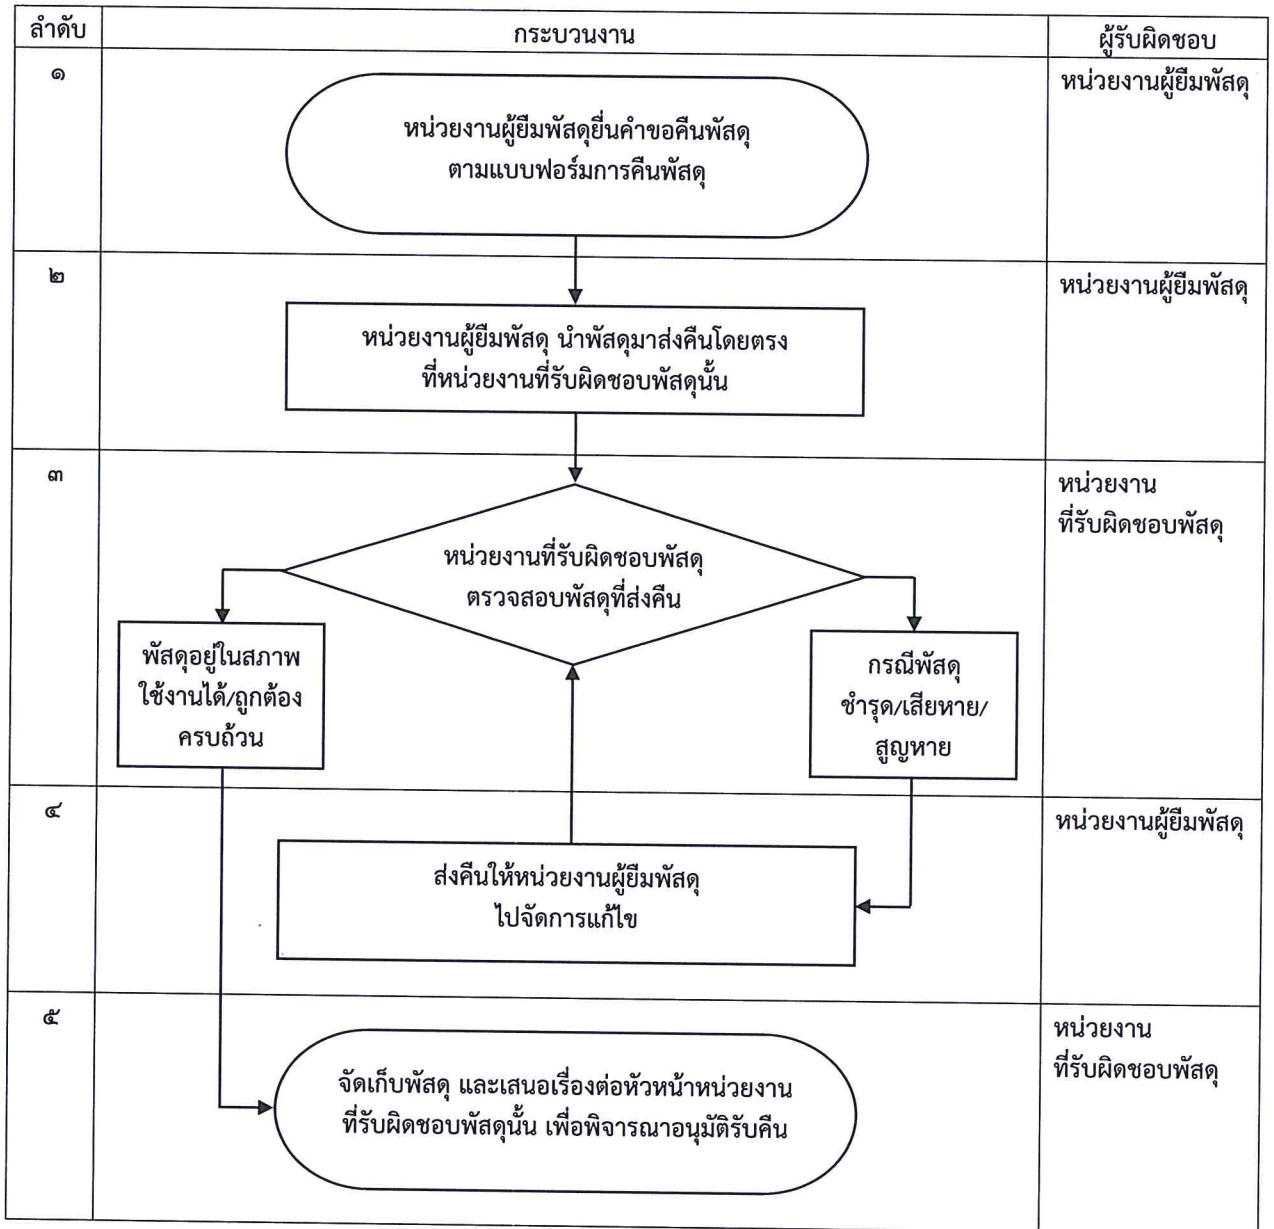 ลำดับ
กระบวนงาน
ผู้รับผิดชอบ
๑
หน่วยงานผู้ยืมพัสดุยื่นคำขอคืนพัสดุ
ตามแบบฟอร์มการคืนพัสดุ
หน่วยงานผู้ยืมพัสดุ
๒
หน่วยงานผู้ยืมพัสดุ นำพัสดุมาส่งคืนโดยตรง
ที่หน่วยงานที่รับผิดชอบพัสดุนั้น
หน่วยงานผู้ยืมพัสดุ
๓
หน่วยงานที่รับผิดชอบพัสดุ
ตรวจสอบพัสดุที่ส่งคืน
พัสดุอยู่ในสภาพ
ใช้งานได้/ถูกต้อง
ครบถ้วน
กรณีพัสดุ
ชำรุด/เสียหาย/
สูญหาย
หน่วยงาน
ที่รับผิดชอบพัสดุ
๔
ส่งคืนให้หน่วยงานผู้ยืมพัสดุ
ไปจัดการแก้ไข
หน่วยงานผู้ยืมพัสดุ
๕
จัดเก็บพัสดุ และเสนอเรื่องต่อหัวหน้าหน่วยงาน
ที่รับผิดชอบพัสดุนั้น เพื่อพิจารณาอนุมัติรับคืน
หน่วยงาน
ที่รับผิดชอบพัสดุ